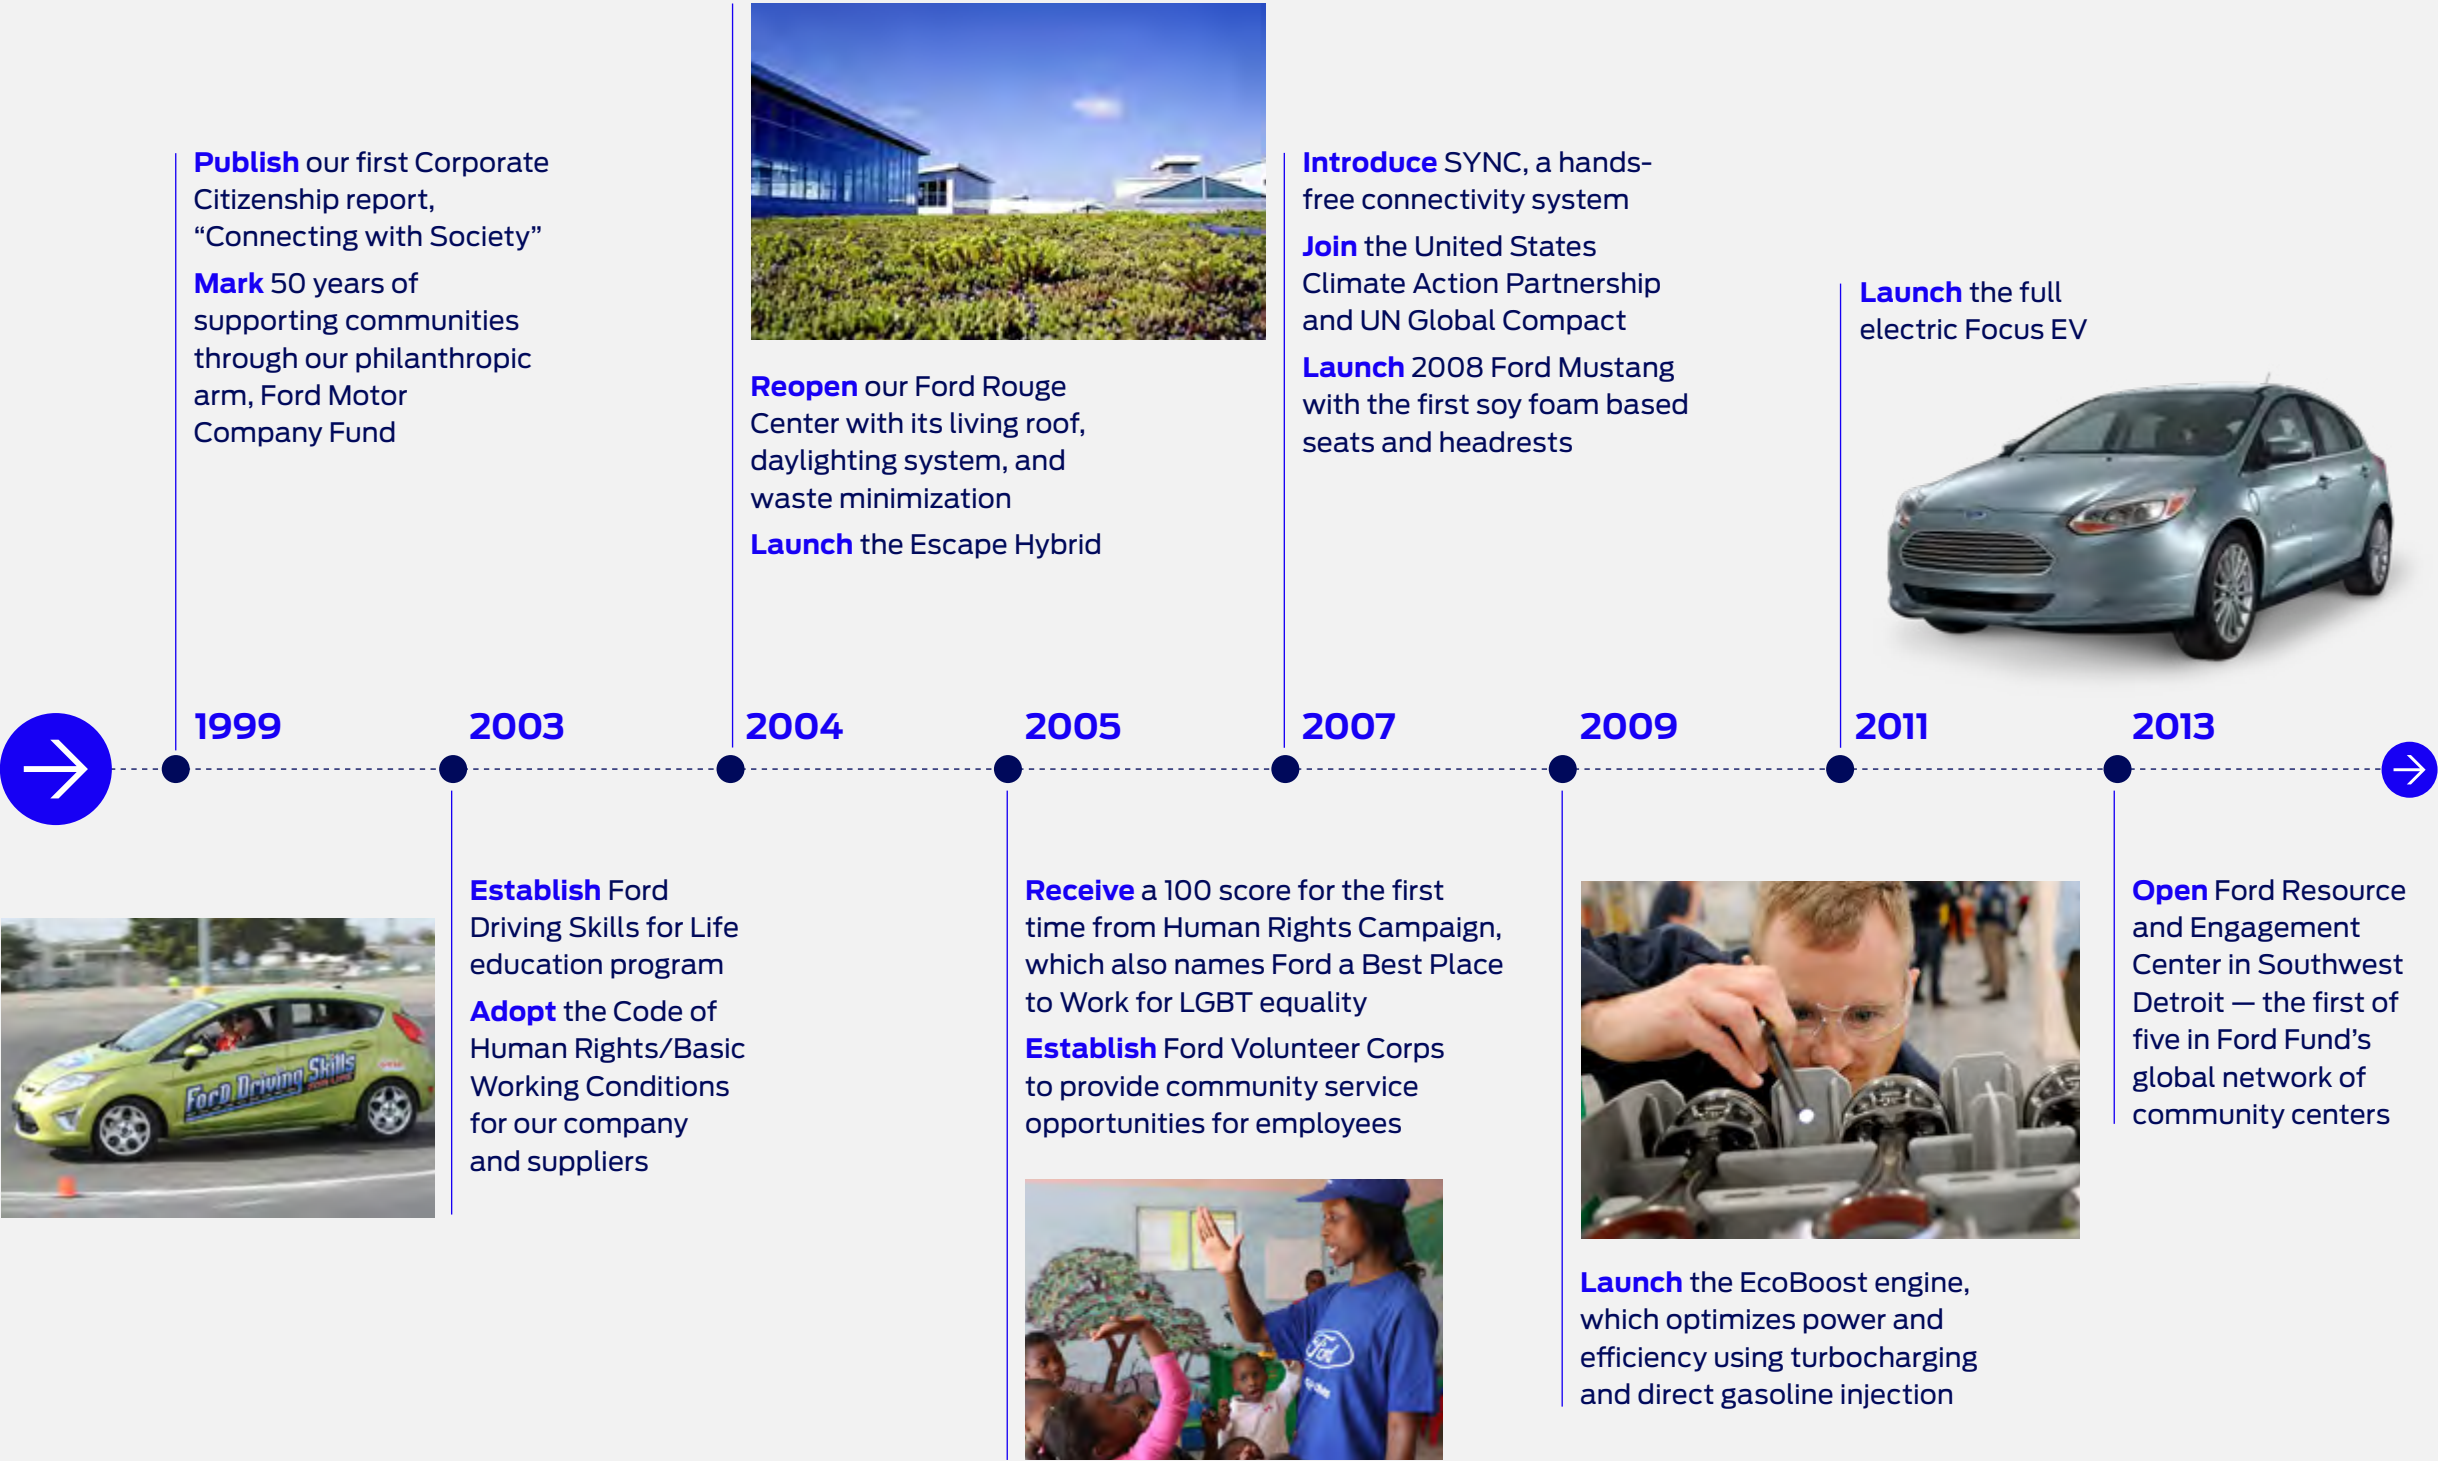 Publish our first Corporate
Citizenship report,
“Connecting with Society”
Mark 50 years of
supporting communities
through our philanthropic
arm, Ford Motor
Company Fund
Reopen our Ford Rouge
Center with its living roof,
daylighting system, and
waste minimization
Launch the Escape Hybrid
Introduce SYNC, a hands-
free connectivity system
Join the United States
Climate Action Partnership
and UN Global Compact
Launch 2008 Ford Mustang
with the first soy foam based
seats and headrests
Launch the full
electric Focus EV
1999
2003
2004
2005
2007
2009
2011
2013
Ford Driving Skills
FOR LIFE
Establish Ford
Driving Skills for Life
education program
Adopt the Code of
Human Rights/Basic
Working Conditions
for our company
and suppliers
Receive a 100 score for the first
time from Human Rights Campaign,
which also names Ford a Best Place
to Work for LGBT equality
Establish Ford Volunteer Corps
to provide community service
opportunities for employees
Ford
Launch the EcoBoost engine,
which optimizes power and
efficiency using turbocharging
and direct gasoline injection
Open Ford Resource
and Engagement
Center in Southwest
Detroit — the first of
five in Ford Fund’s
global network of
community centers